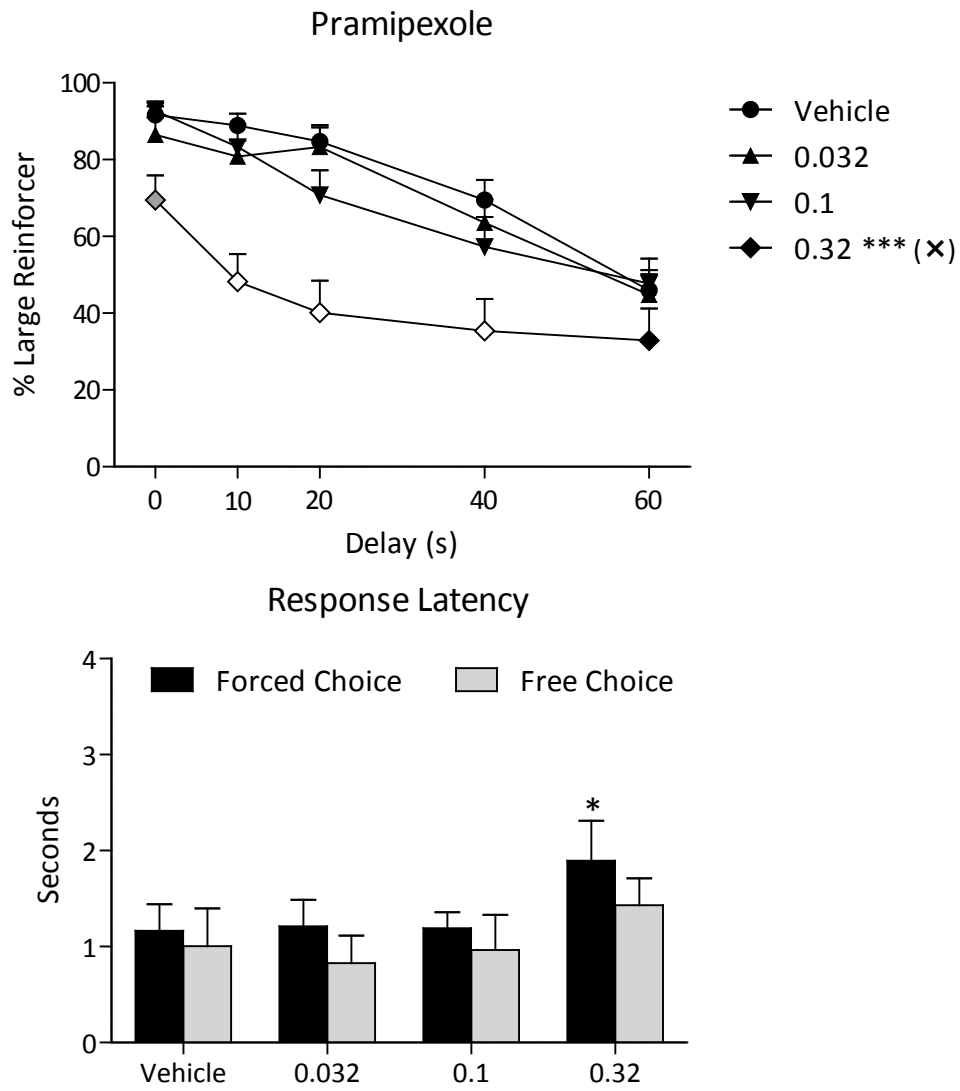 Pramipexole
100
80
60
40
20
0
% Large Reinforcer
0 10 20 40 60
Delay (s)
Vehicle
0.032
0.1
0.32 *** (×)
Response Latency
4
3
2
1
0
Seconds
Forced Choice Free Choice
*
Vehicle 0.032 0.1 0.32